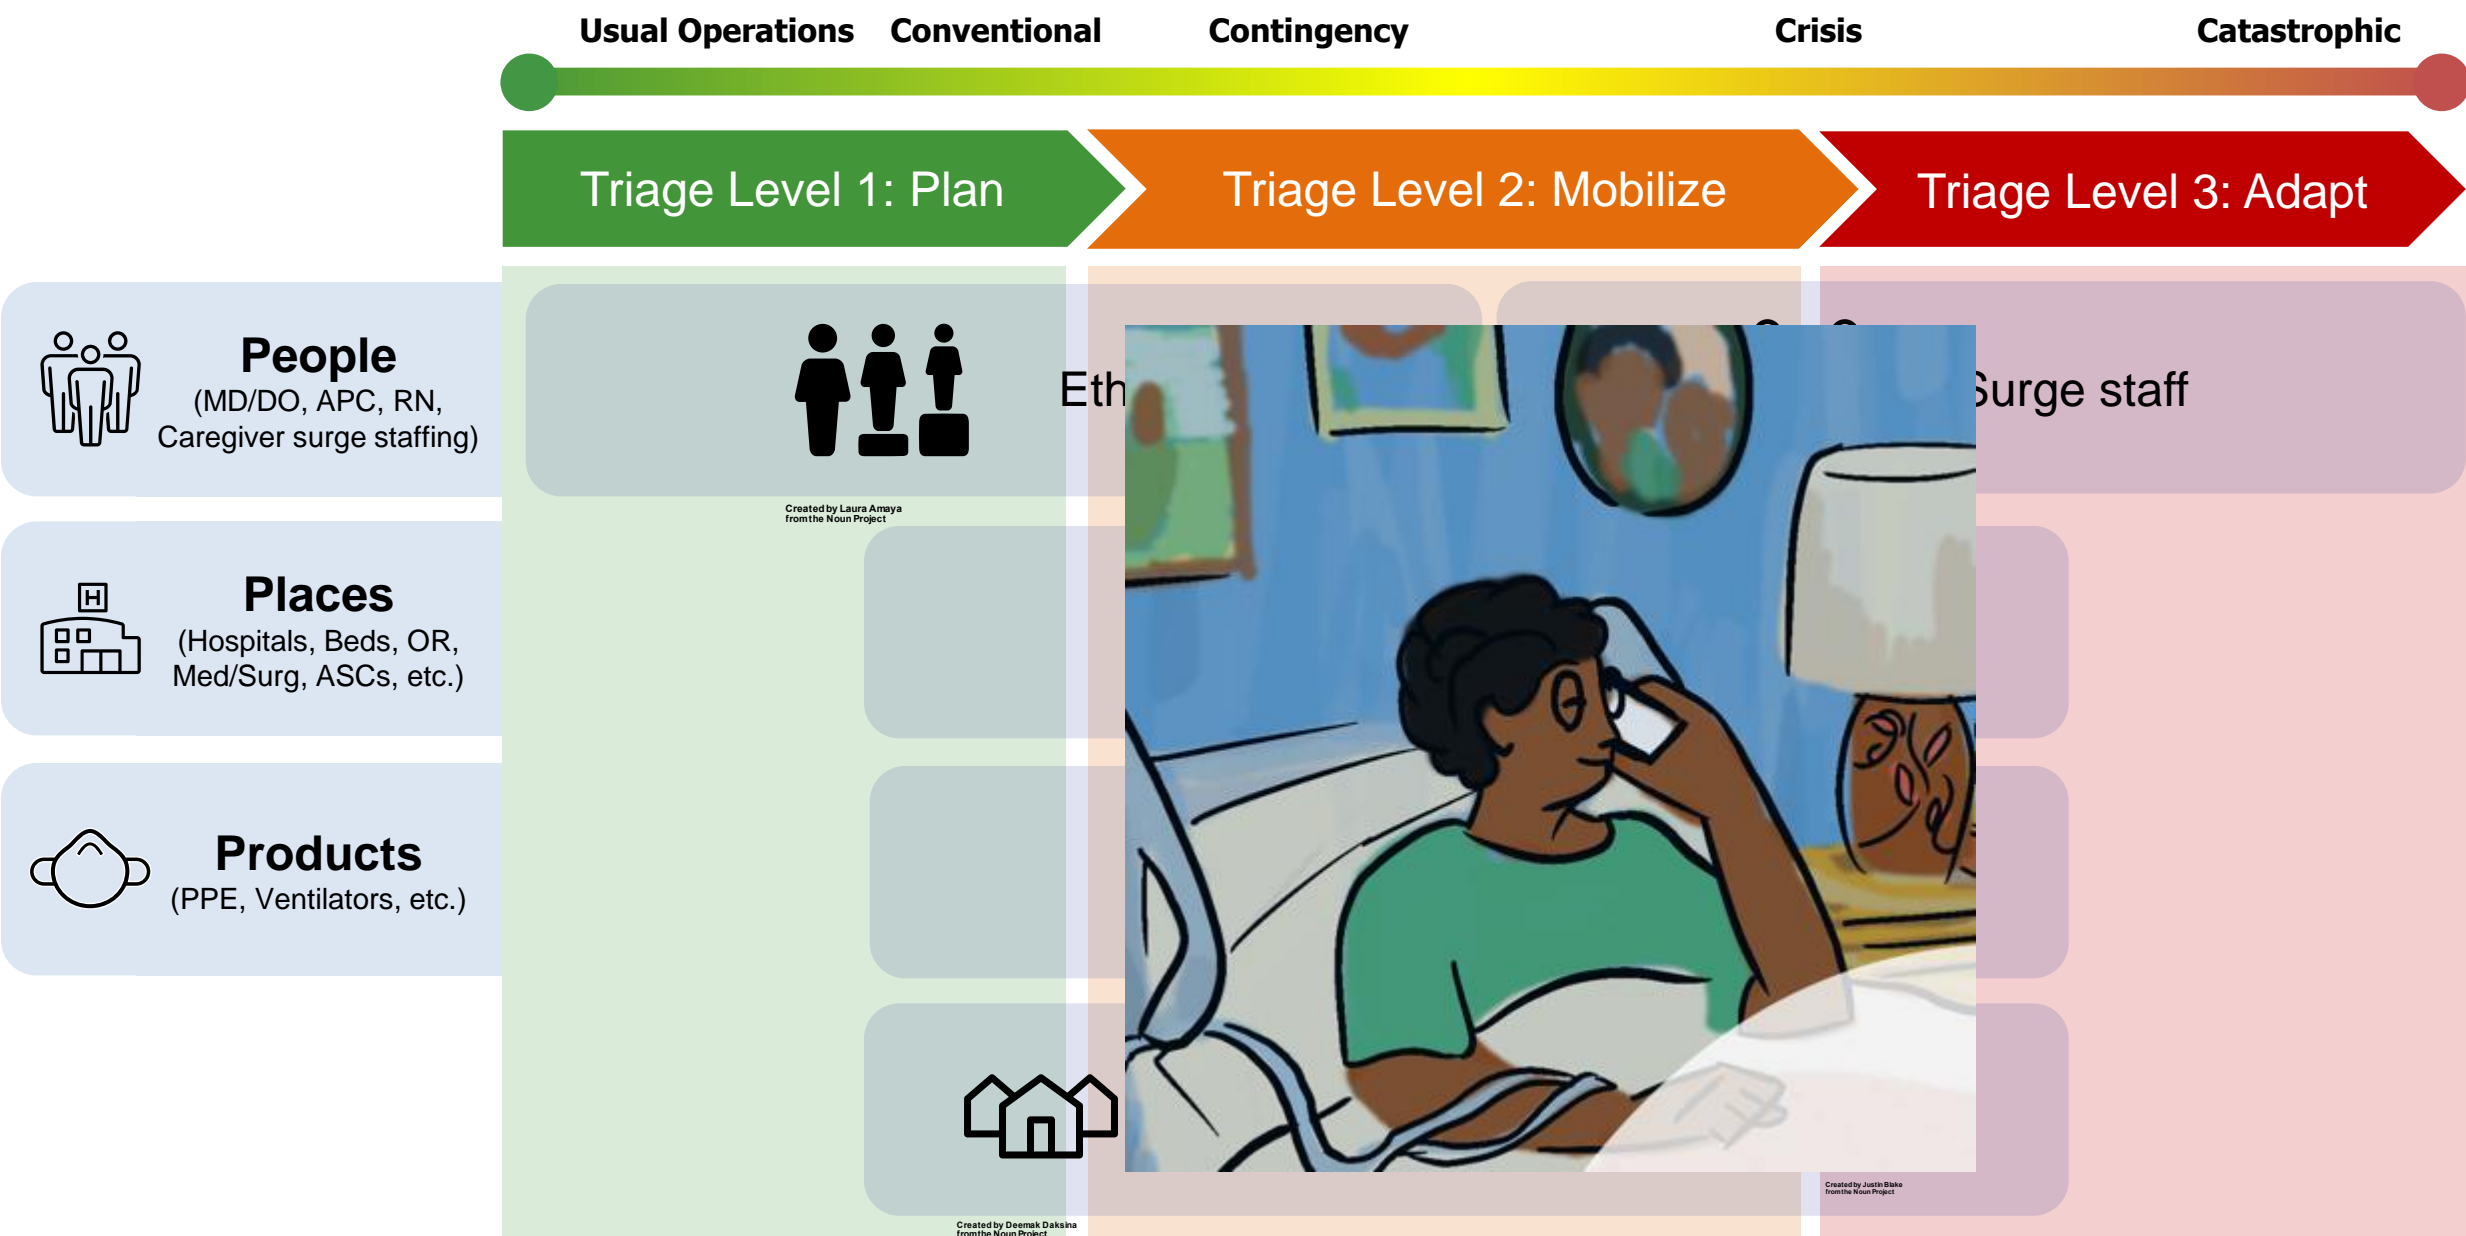 Usual Operations Conventional Contingency Crisis Catastrophic
Triage Level 1: Plan Triage Level 2: Mobilize Triage Level 3: Adapt
People
(MD/DO, APC, RN,
Caregiver surge staffing)
Eth
Surge staff
Created by Laura Amaya
from the Noun Project
H
Places
(Hospitals, Beds, OR,
Med/Surg, ASCs, etc.)
Products
(PPE, Ventilators, etc.)
Created by Justin Blake
from the Noun Project
Created by Deemak Daksina
from the Noun Project